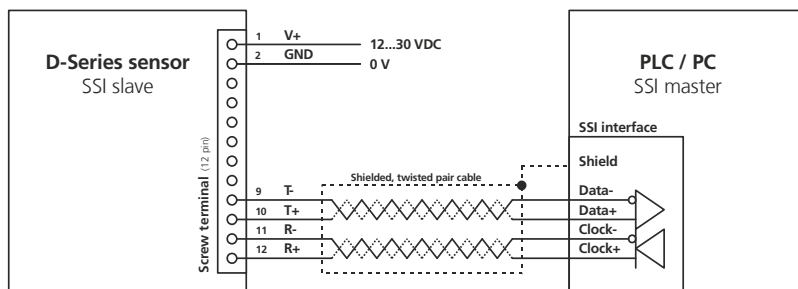 D-Series sensor
SSI slave
Screw terminal (12 pin)
1 V+ 12...30 VDC
2 GND 0 V
PLC / PC
SSI master
SSI interface
Shield
Shielded, twisted pair cable
9 T- Data-
10 T+ Data+
11 R- Clock-
12 R+ Clock+